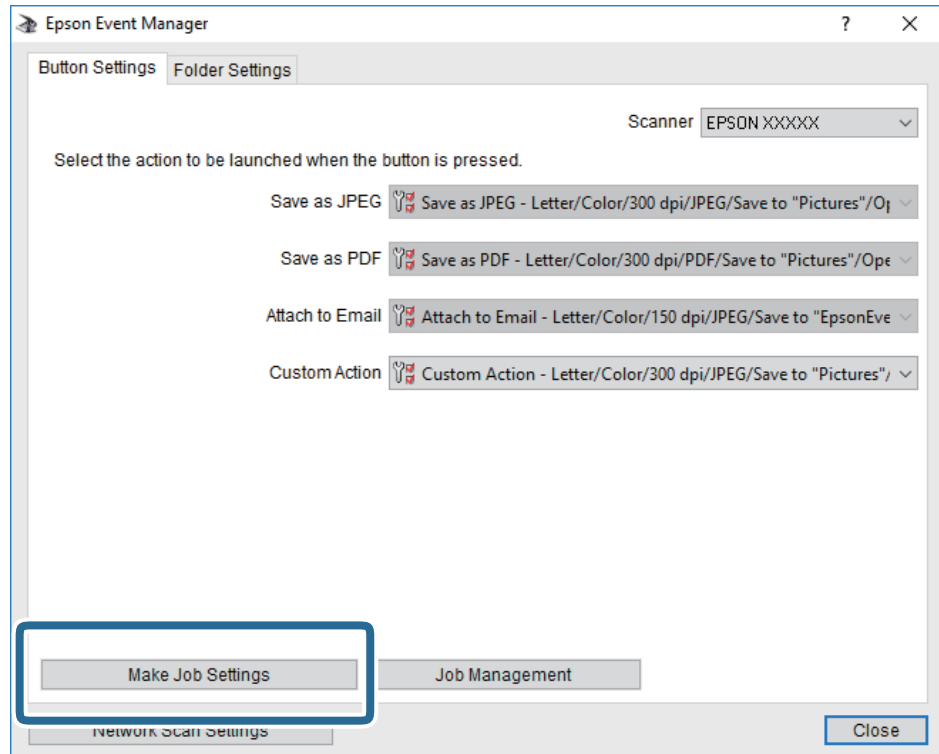 Epson Event Manager
Button Settings Folder Settings
Scanner EPSON XXXXX
Select the action to be launched when the button is pressed.
Save as JPEG Save as JPEG - Letter/Color/300 dpi/JPEG/Save to "Pictures"/Op
Save as PDF Save as PDF - Letter/Color/300 dpi/PDF/Save to "Pictures"/Ope
Attach to Email Attach to Email - Letter/Color/150 dpi/JPEG/Save to "EpsonEve
Custom Action Custom Action - Letter/Color/300 dpi/JPEG/Save to "Pictures"/
Make Job Settings Job Management
Network Scan Settings Close